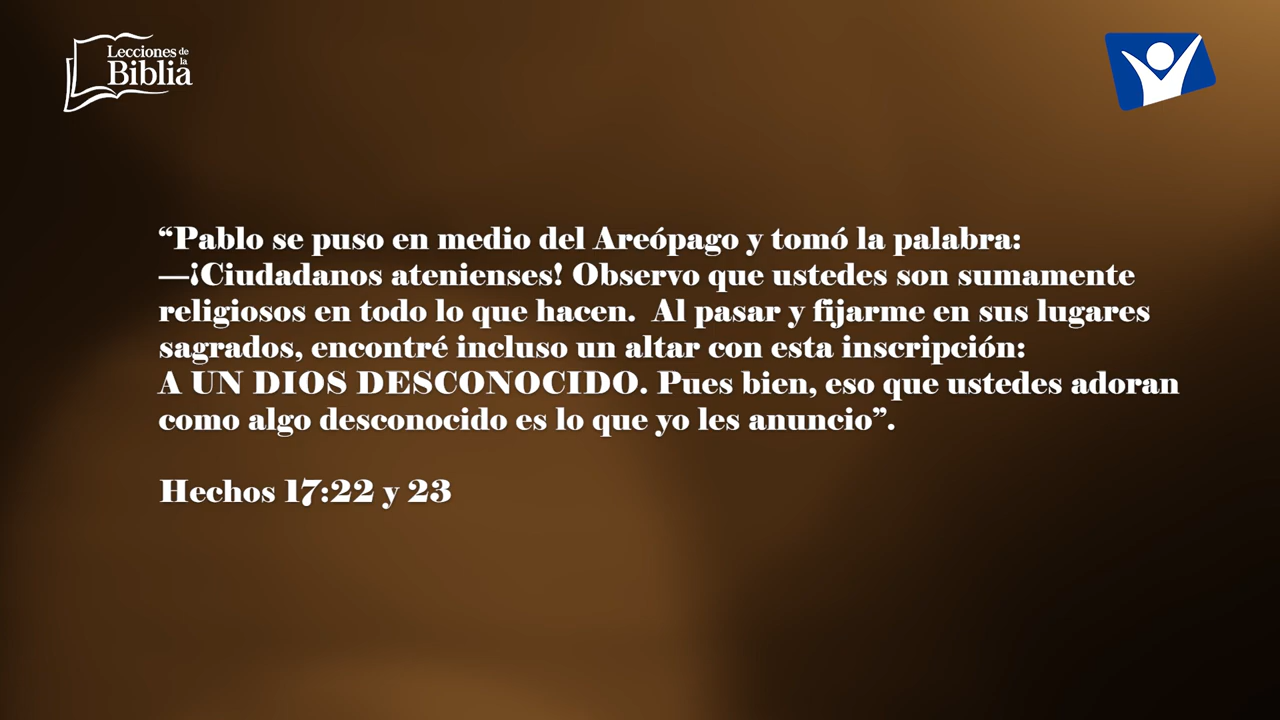 Lecciones de
la
Biblia
“Pablo se puso en medio del Areópago y tomó la palabra:
—¡Ciudadanos atenienses! Observo que ustedes son sumamente
religiosos en todo lo que hacen.  Al pasar y fijarme en sus lugares
sagrados, encontré incluso un altar con esta inscripción:
A UN DIOS DESCONOCIDO. Pues bien, eso que ustedes adoran
como algo desconocido es lo que yo les anuncio”.
Hechos 17:22 y 23